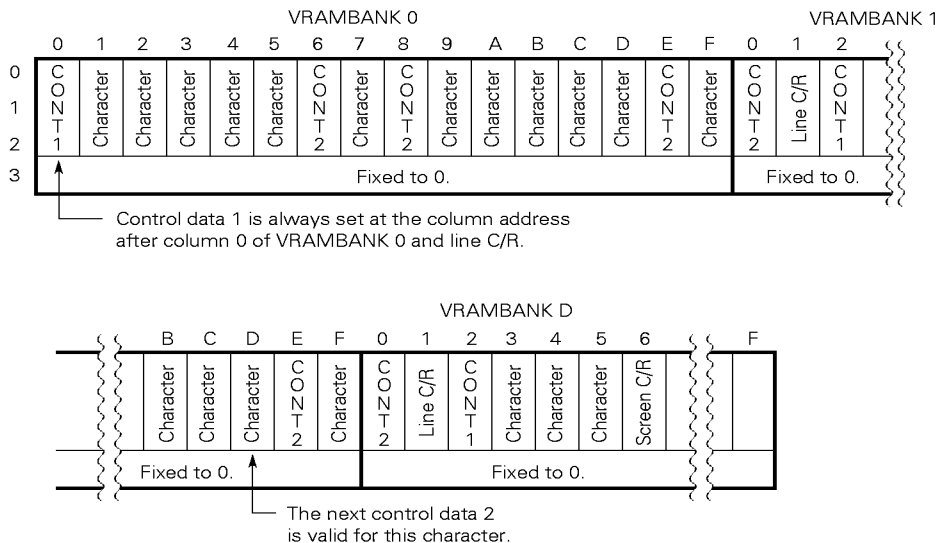 VRAMBANK 0 VRAMBANK 1
0 1 2 3 4 5 6 7 8 9 A B C D E F 0 1 2
0 1 2 3
CONT1 Character Character Character Character Character CONT2 Character CONT2 Character Character Character Character Character CONT2 Character CONT2 Line C/R CONT1
Fixed to 0. Fixed to 0.
Control data 1 is always set at the column address
after column 0 of VRAMBANK 0 and line C/R.
VRAMBANK D
B C D E F 0 1 2 3 4 5 6 F
Character Character Character CONT2 Character CONT2 Line C/R CONT1 Character Character Character Screen C/R
Fixed to 0. Fixed to 0.
The next control data 2
is valid for this character.